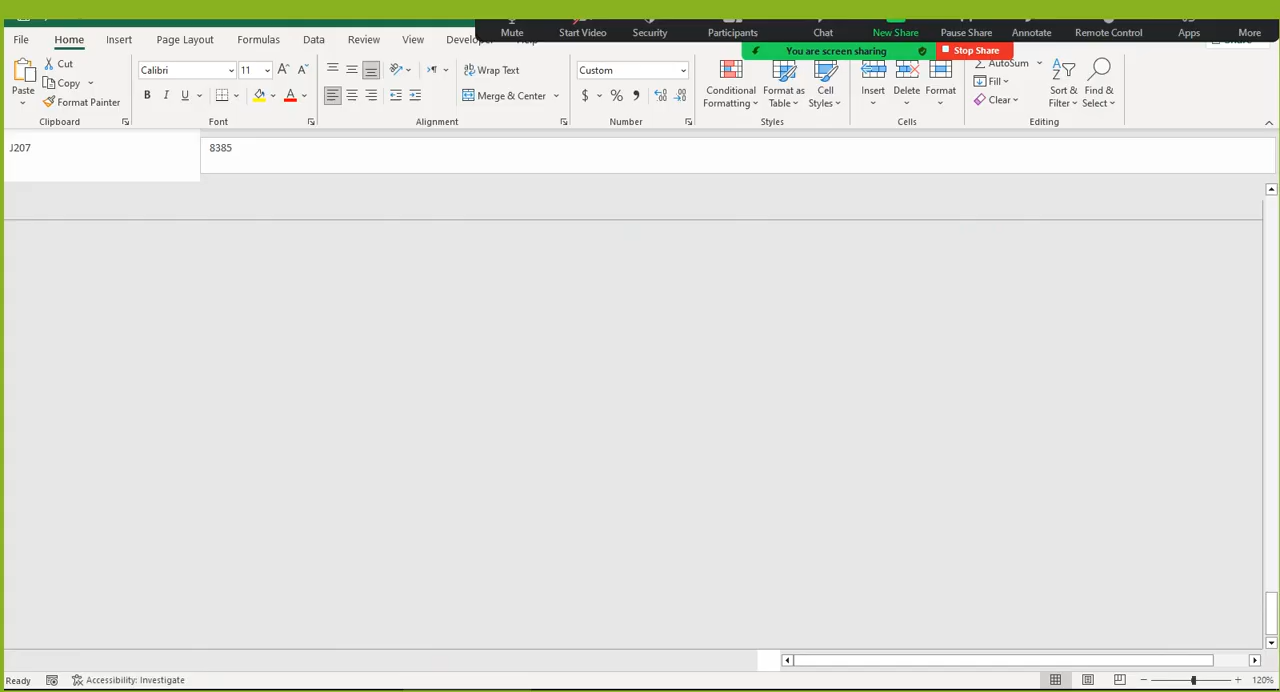 Mute Start Video Security Participants Chat New Share Pause Share Annotate Remote Control Apps More
File Home Insert Page Layout Formulas Data Review View
You are screen sharing Stop Share
Cut
Copy
Format Painter
Paste
Clipboard
Calibri 11
B I U A
Font
Wrap Text
Merge & Center
Alignment
Custom
$ % 9
Number
Conditional Formatting
Format as Table
Cell Styles
Styles
Insert Delete Format
Cells
AutoSum
Fill
Clear
Sort & Filter
Find & Select
Editing
J207 8385
Ready Accessibility: Investigate 120%